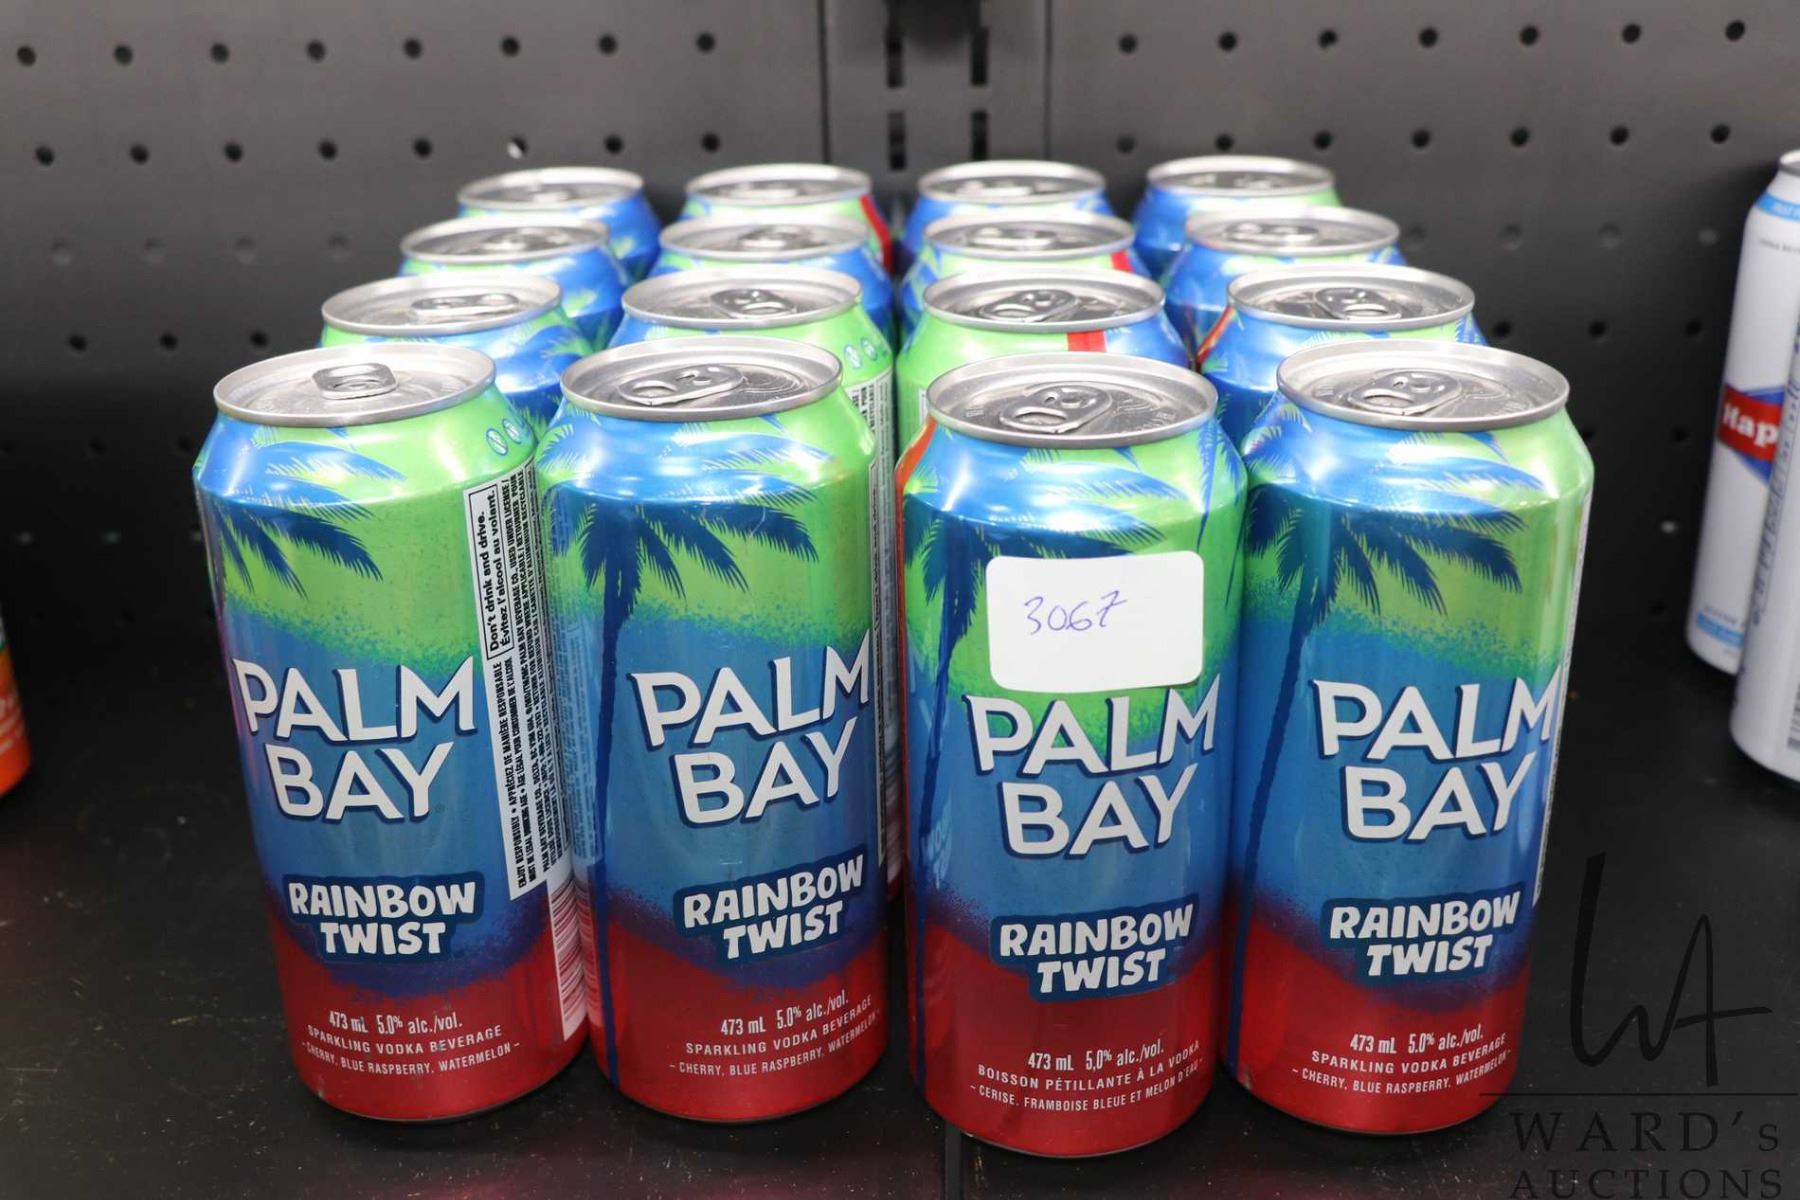 Don't drink and drive.
Évitez l'alcool au volant.
3067
PALM
BAY
RAINBOW
TWIST
473 mL 5.0% alc./vol.
SPARKLING VODKA BEVERAGE
- CHERRY, BLUE RASPBERRY, WATERMELON -
PALM
BAY
RAINBOW
TWIST
473 mL 5.0% alc./vol.
SPARKLING VODKA BEVERAGE
- CHERRY, BLUE RASPBERRY, WATERMELON -
PALM
BAY
RAINBOW
TWIST
473 mL 5,0% alc./vol.
BOISSON PÉTILLANTE À LA VODKA
- CERISE, FRAMBOISE BLEUE ET MELON D'EAU -
PALM
BAY
RAINBOW
TWIST
473 mL 5.0% alc./vol.
SPARKLING VODKA BEVERAGE
- CHERRY, BLUE RASPBERRY, WATERMELON -
Hap
WA
WARD's
AUCTIONS